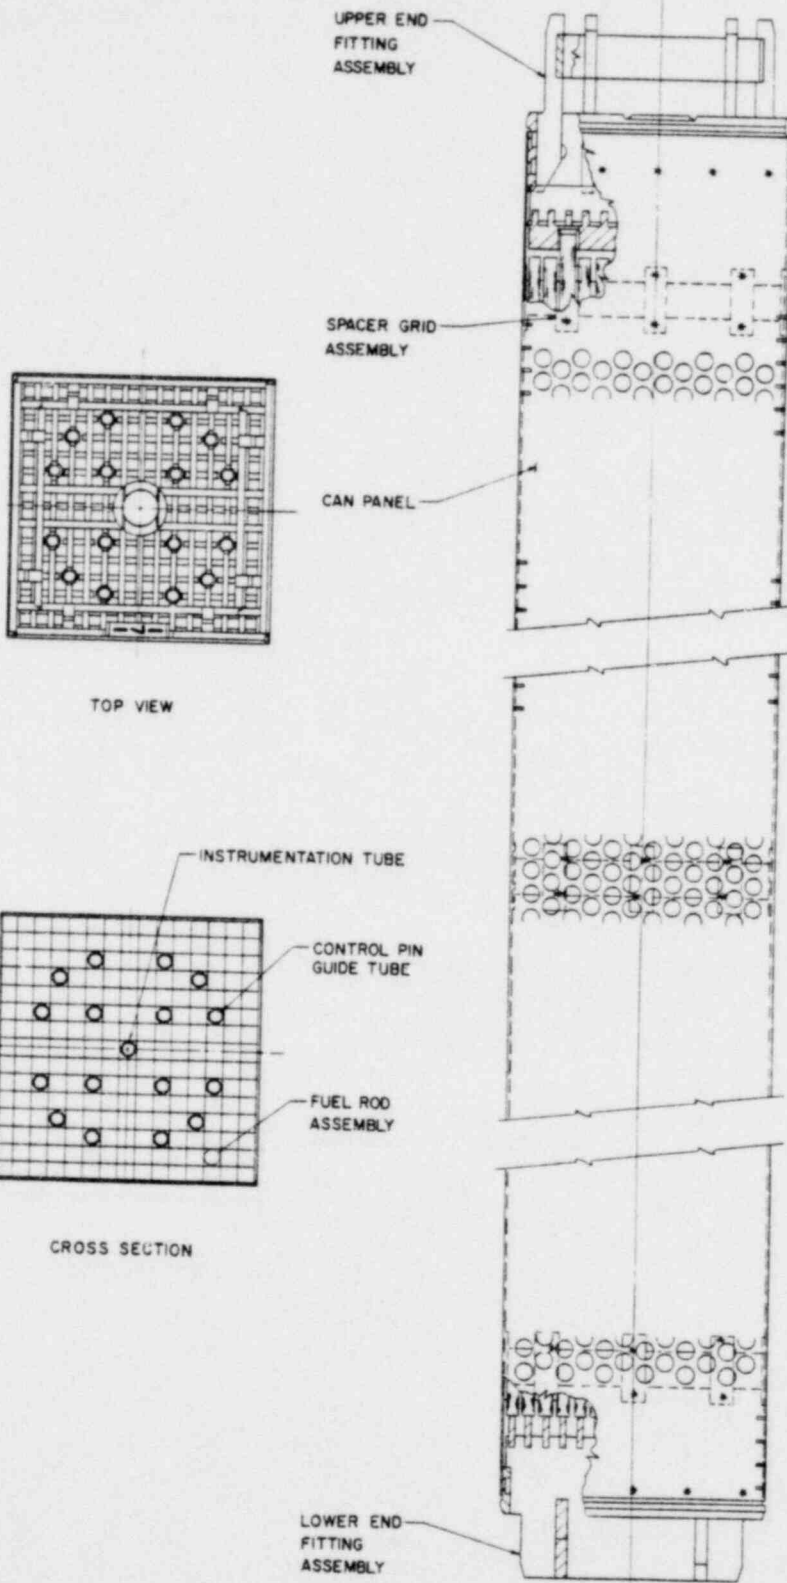 UPPER END
FITTING
ASSEMBLY
SPACER GRID
ASSEMBLY
CAN PANEL
TOP VIEW
INSTRUMENTATION TUBE
CONTROL PIN
GUIDE TUBE
FUEL ROD
ASSEMBLY
CROSS SECTION
LOWER END
FITTING
ASSEMBLY